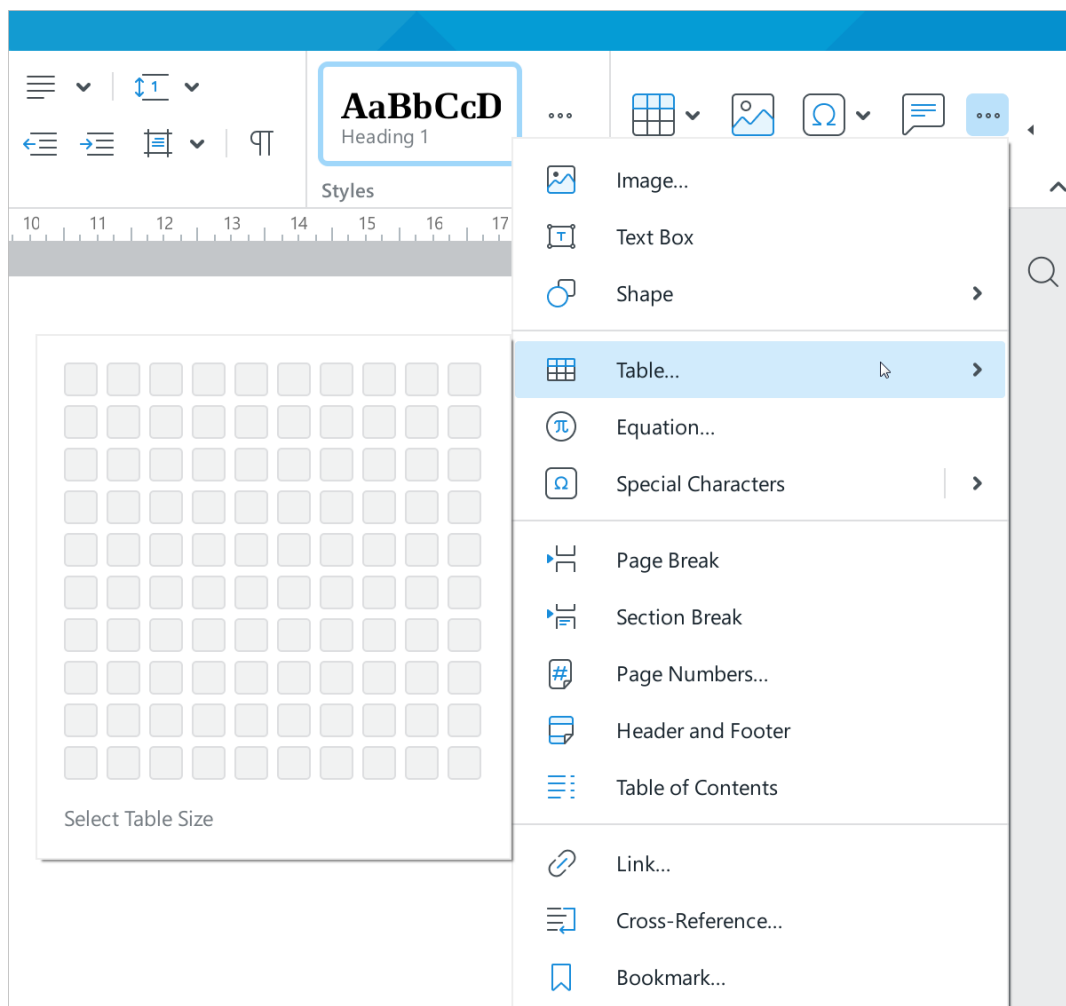 1
AaBbCcD
Heading 1
Styles
Ω
10 11 12 13 14 15 16 17
Image...
T
Text Box
Shape
Table...
π
Equation...
Ω
Special Characters
Page Break
Section Break
#
Page Numbers...
Header and Footer
Table of Contents
Select Table Size
Link...
Cross-Reference...
Bookmark...